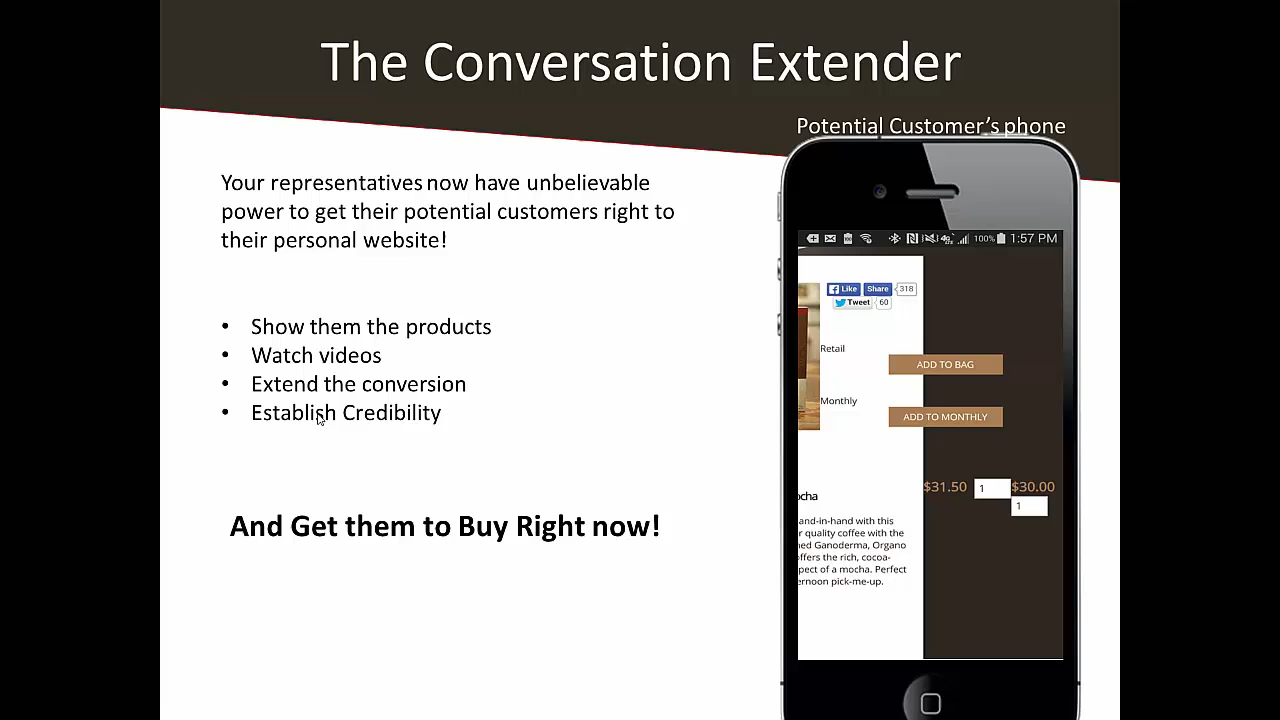 The Conversation Extender
Potential Customer's phone
Your representatives now have unbelievable
power to get their potential customers right to
their personal website!
• Show them the products
• Watch videos
• Extend the conversion
• Establish Credibility
And Get them to Buy Right now!
100% 1:57 PM
Like Share 318
Tweet 60
Retail
ADD TO BAG
Monthly
ADD TO MONTHLY
$31.50 1 $30.00
1
ocha
and-in-hand with this
r quality coffee with the
ned Ganoderma, Organo
offers the rich, cocoa-
pect of a mocha. Perfect
ernoon pick-me-up.